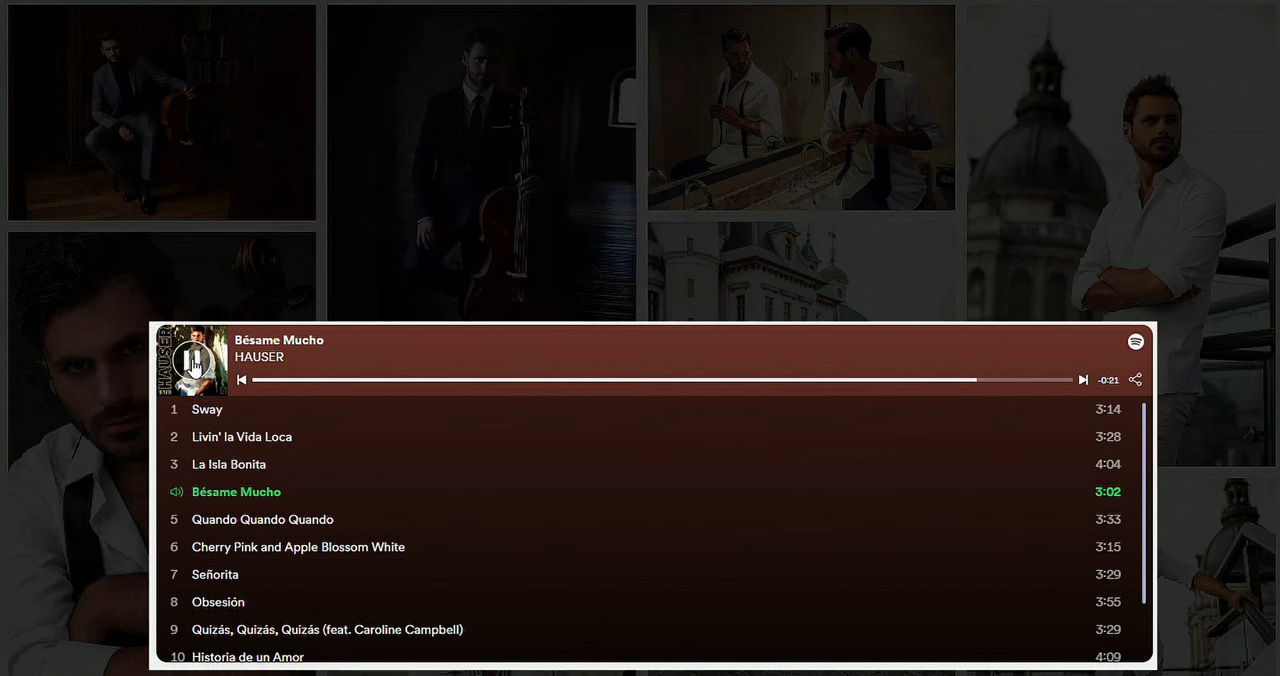 HAUSER
Bésame Mucho
HAUSER
-0:21
1 Sway 3:14
2 Livin' la Vida Loca 3:28
3 La Isla Bonita 4:04
Bésame Mucho 3:02
5 Quando Quando Quando 3:33
6 Cherry Pink and Apple Blossom White 3:15
7 Señorita 3:29
8 Obsesión 3:55
9 Quizás, Quizás, Quizás (feat. Caroline Campbell) 3:29
10 Historia de un Amor 4:09